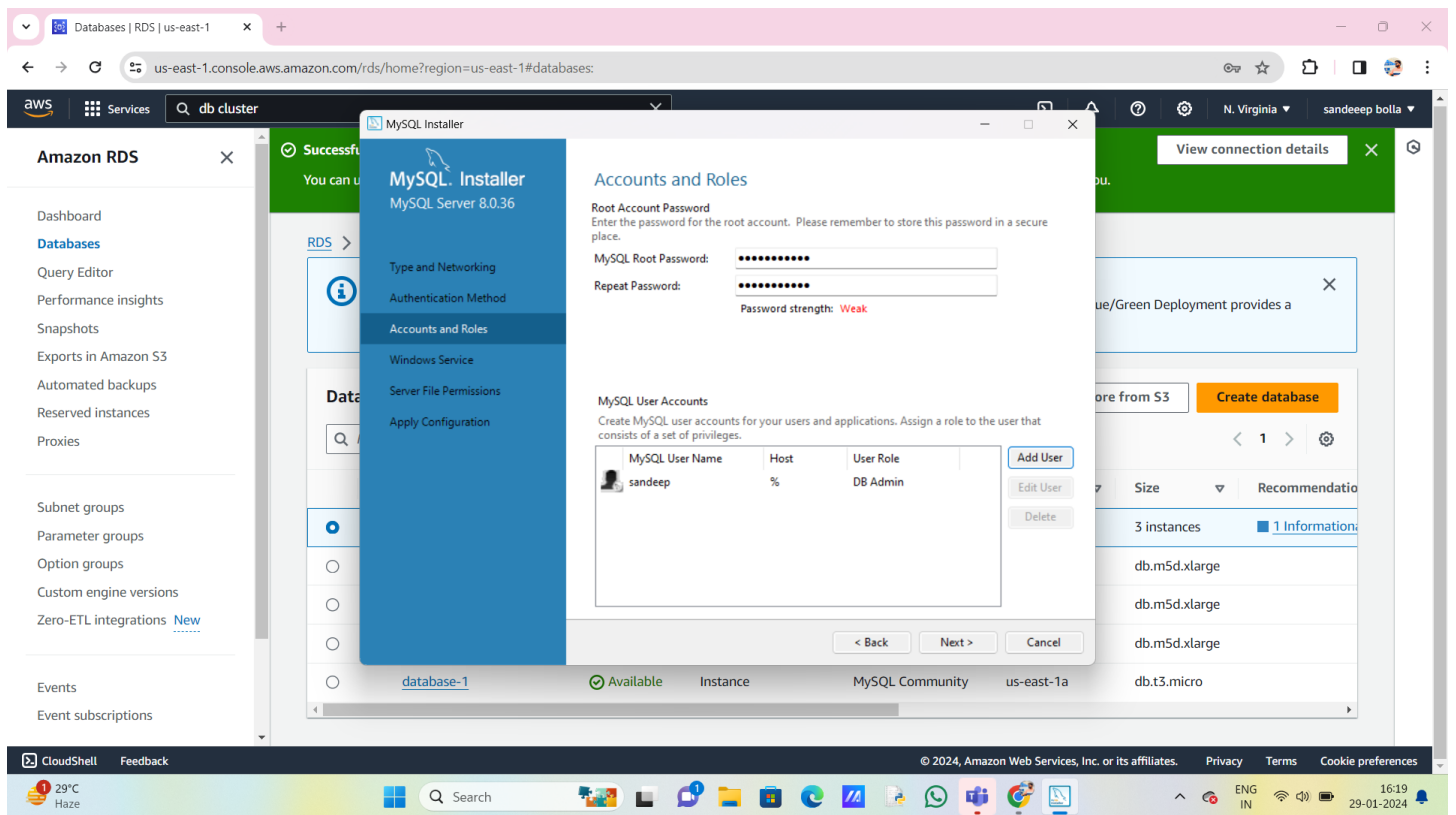 Databases | RDS | us-east-1
us-east-1.console.aws.amazon.com/rds/home?region=us-east-1#databases:
aws
Services
db cluster
N. Virginia
sandeeep bolla
Amazon RDS
Dashboard
Databases
Query Editor
Performance insights
Snapshots
Exports in Amazon S3
Automated backups
Reserved instances
Proxies
Subnet groups
Parameter groups
Option groups
Custom engine versions
Zero-ETL integrations New
Events
Event subscriptions
Successfu
You can u
ou.
View connection details
RDS
ue/Green Deployment provides a
Data
ore from S3
Create database
1
Size
Recommendatio
3 instances
1 Informationa
db.m5d.xlarge
db.m5d.xlarge
db.m5d.xlarge
database-1
Available
Instance
MySQL Community
us-east-1a
db.t3.micro
MySQL Installer
MySQL. Installer
MySQL Server 8.0.36
Type and Networking
Authentication Method
Accounts and Roles
Windows Service
Server File Permissions
Apply Configuration
Accounts and Roles
Root Account Password
Enter the password for the root account. Please remember to store this password in a secure
place.
MySQL Root Password:
●●●●●●●●●●●
Repeat Password:
●●●●●●●●●●●
Password strength: Weak
MySQL User Accounts
Create MySQL user accounts for your users and applications. Assign a role to the user that
consists of a set of privileges.
MySQL User Name Host User Role
sandeep % DB Admin
Add User
Edit User
Delete
< Back
Next >
Cancel
CloudShell
Feedback
© 2024, Amazon Web Services, Inc. or its affiliates.
Privacy
Terms
Cookie preferences
1
29°C
Haze
Search
1
ENG
IN
16:19
29-01-2024